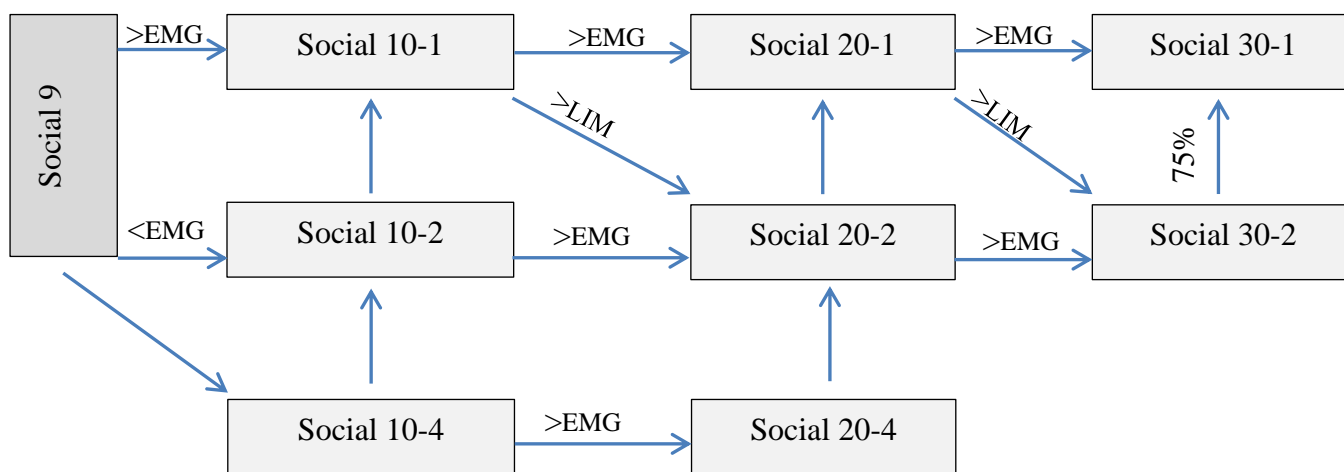 Social 9
>EMG
Social 10-1
>EMG
Social 20-1
>EMG
Social 30-1
>LIM
>LIM
75%
<EMG
Social 10-2
>EMG
Social 20-2
>EMG
Social 30-2
Social 10-4
>EMG
Social 20-4